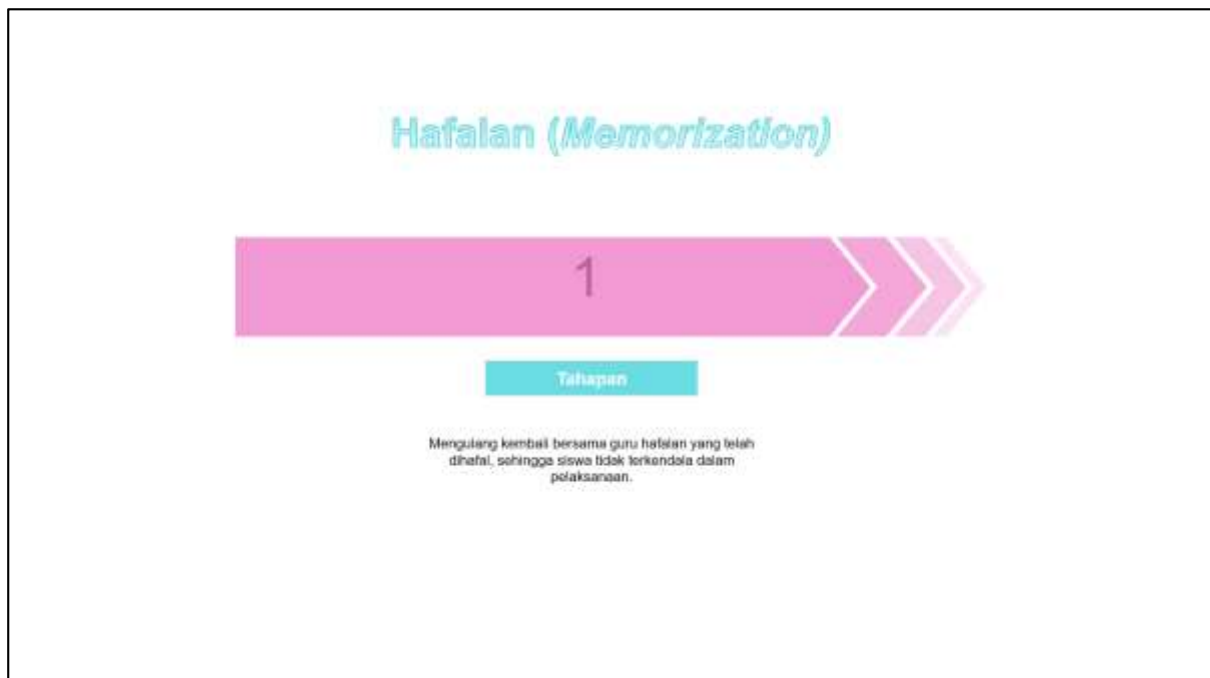 Hafalan (Memorization)
1
Tahapan
Mengulang kembali bersama guru hafalan yang telah
dihafal, sehingga siswa tidak terkendala dalam
pelaksanaan.